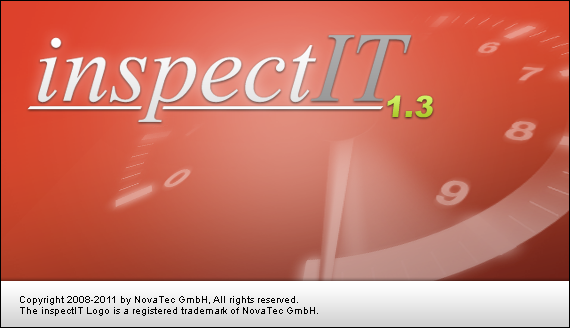 inspectIT
1.3
6
7
8
9
0
Copyright 2008-2011 by NovaTec GmbH, All rights reserved.
The inspectIT Logo is a registered trademark of NovaTec GmbH.